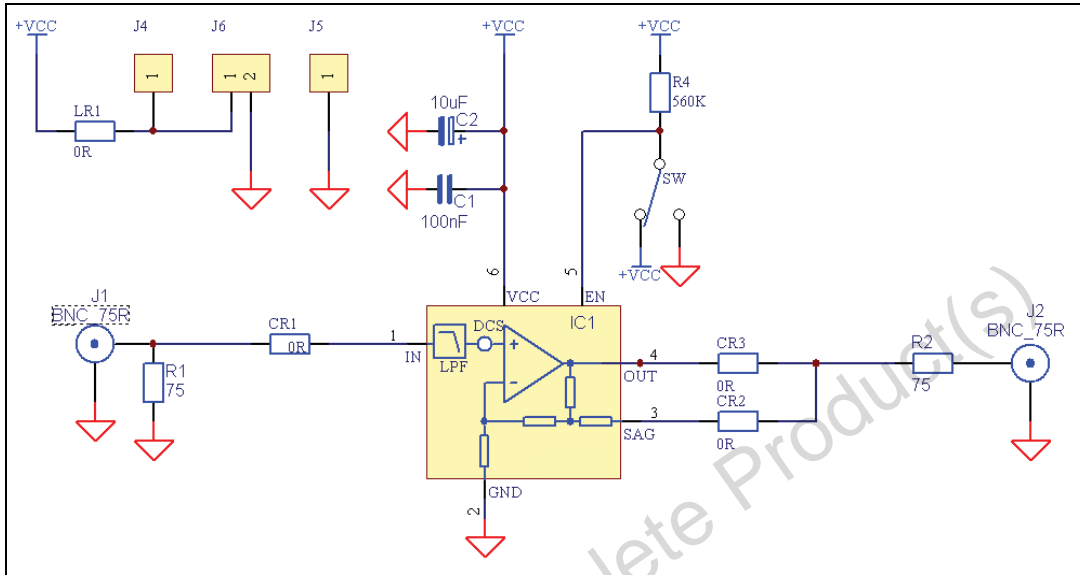 +VCC
J4
J6
J5
+VCC
+VCC
1
1
2
1
LR1
0R
10uF
C2
+
C1
100nF
R4
560K
SW
+VCC
6
5
VCC
EN
IC1
J1
BNC_75R
R1
75
CR1
0R
1
IN
LPF
DCS
+
−
4
OUT
3
SAG
GND
2
CR3
0R
CR2
0R
R2
75
J2
BNC_75R
lete Product(s)